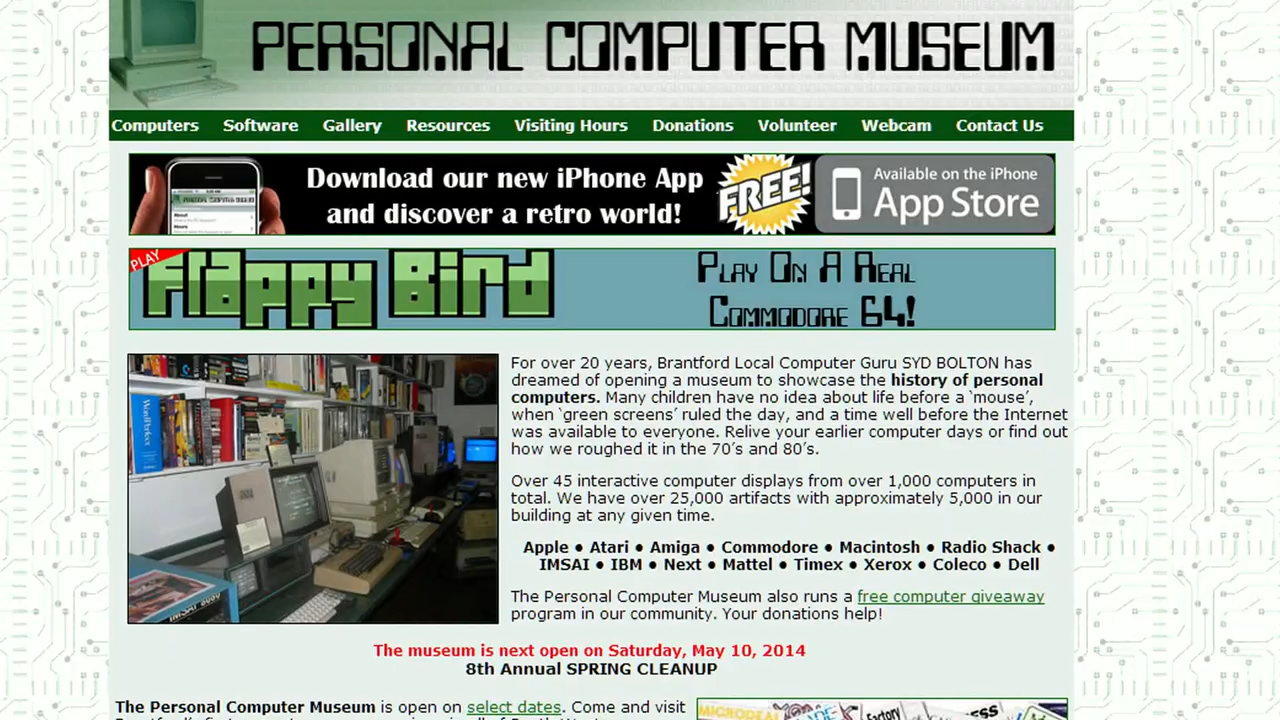 PERSONAL COMPUTER MUSEUM
Computers Software Gallery Resources Visiting Hours Donations Volunteer Webcam Contact Us
Download our new iPhone App
and discover a retro world!
FREE!
Available on the iPhone
App Store
PLAY
Flappy Bird
Play On A Real
Commodore 64!
For over 20 years, Brantford Local Computer Guru SYD BOLTON has
dreamed of opening a museum to showcase the history of personal
computers. Many children have no idea about life before a `mouse’,
when `green screens’ ruled the day, and a time well before the Internet
was available to everyone. Relive your earlier computer days or find out
how we roughed it in the 70’s and 80’s.
Over 45 interactive computer displays from over 1,000 computers in
total. We have over 25,000 artifacts with approximately 5,000 in our
building at any given time.
Apple ● Atari ● Amiga ● Commodore ● Macintosh ● Radio Shack ●
IMSAI ● IBM ● Next ● Mattel ● Timex ● Xerox ● Coleco ● Dell
The Personal Computer Museum also runs a free computer giveaway
program in our community. Your donations help!
WordPerfect
IMSAI 8080
The museum is next open on Saturday, May 10, 2014
8th Annual SPRING CLEANUP
The Personal Computer Museum is open on select dates. Come and visit
MICRODEAL
Factory